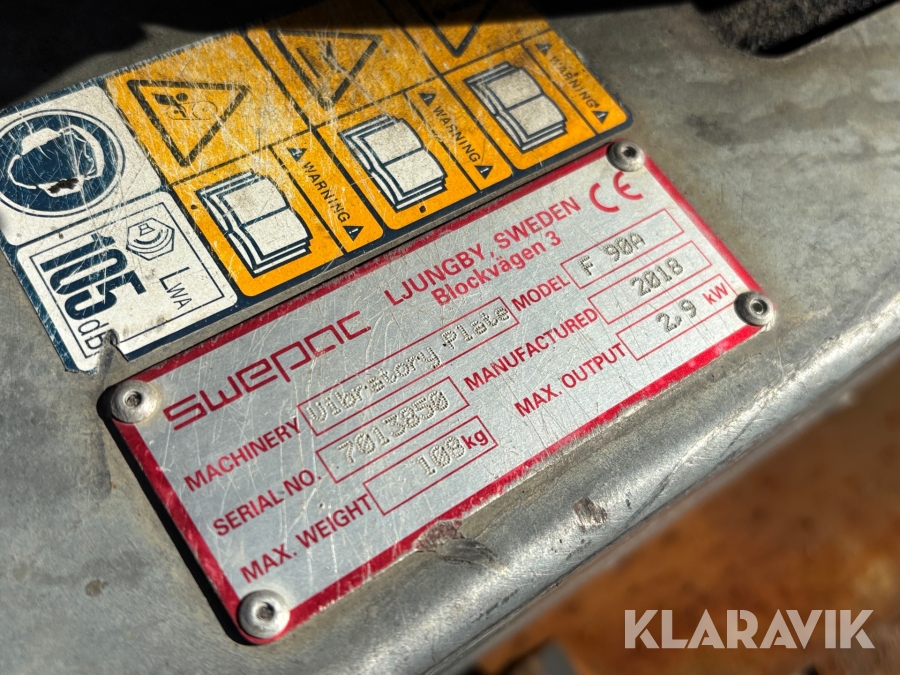 WARNING
WARNING
WARNING
105 db
LWA
swepac
LJUNGBY, SWEDEN
Blockvägen 3
CE
MACHINERY Vibratory Plate
MODEL F 90A
SERIAL NO. 7013850
MANUFACTURED 2018
MAX. WEIGHT 108 kg
MAX. OUTPUT 2.9 kW
KLARAVIK